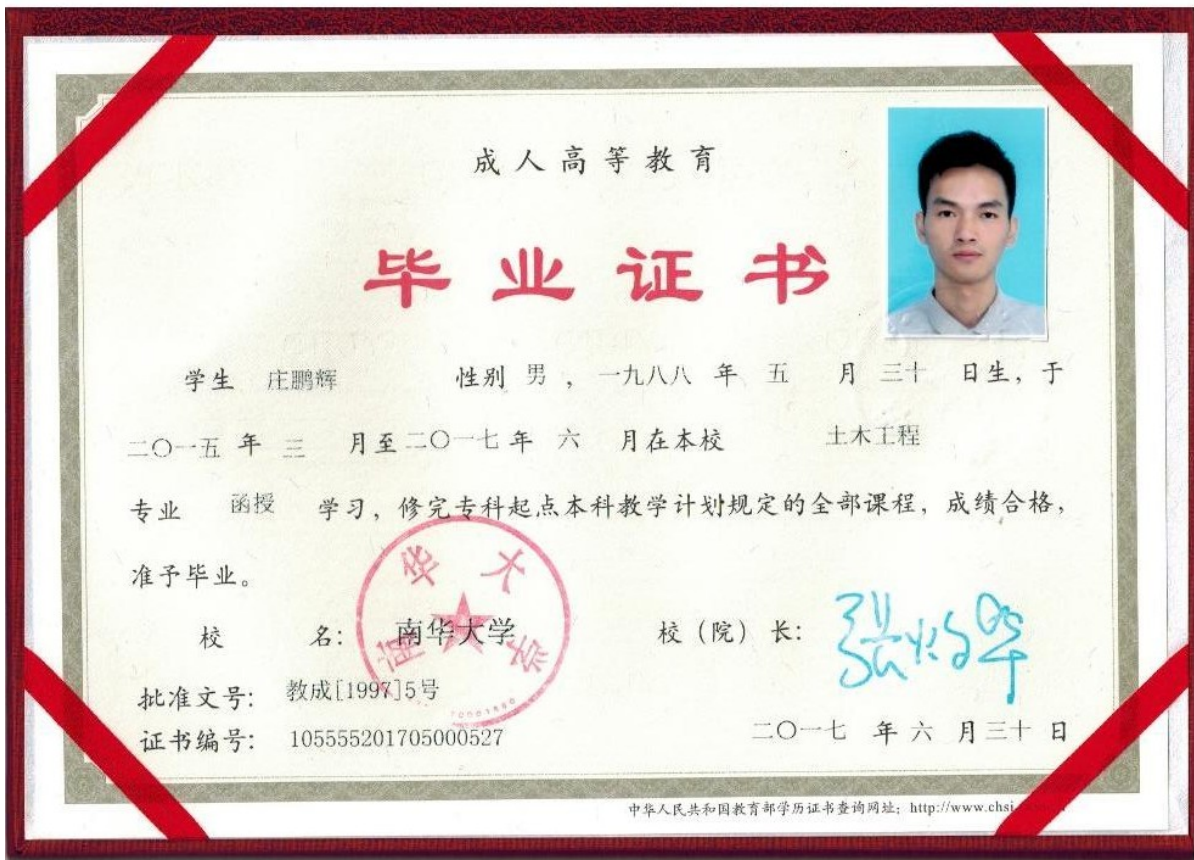 成人高等教育
毕业证书
学生 庄鹏辉 性别 男 ，一九八八 年 五 月 三十 日生，于
二〇一五 年 三 月至 二〇一七 年 六 月在本校 土木工程
专业 函授 学习，修完专科起点本科教学计划规定的全部课程，成绩合格，
准予毕业。
南华大学
校 名： 南华大学 校（院）长：
批准文号： 教成[1997]5号
证书编号： 105555201705000527
二〇一七 年 六 月 三十 日
中华人民共和国教育部学历证书查询网址：http://www.chsi